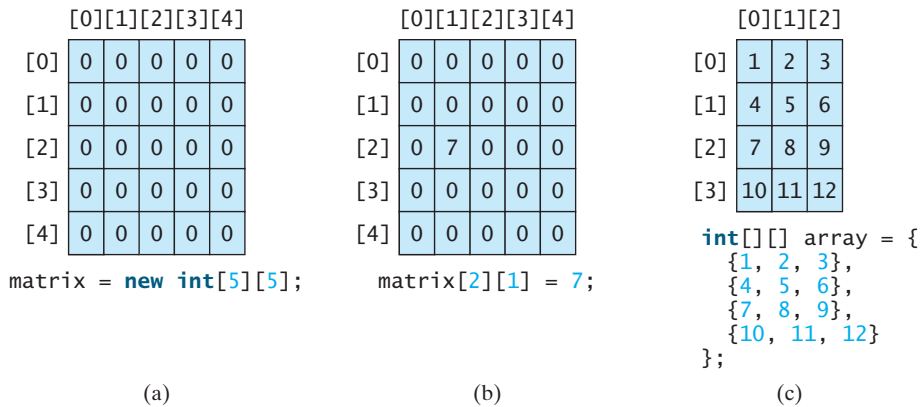 [0][1][2][3][4]
[0] 0 0 0 0 0
[1] 0 0 0 0 0
[2] 0 0 0 0 0
[3] 0 0 0 0 0
[4] 0 0 0 0 0
matrix = new int[5][5];
(a)
[0][1][2][3][4]
[0] 0 0 0 0 0
[1] 0 0 0 0 0
[2] 0 7 0 0 0
[3] 0 0 0 0 0
[4] 0 0 0 0 0
matrix[2][1] = 7;
(b)
[0][1][2]
[0] 1 2 3
[1] 4 5 6
[2] 7 8 9
[3] 10 11 12
int[][] array = {
{1, 2, 3},
{4, 5, 6},
{7, 8, 9},
{10, 11, 12}
};
(c)